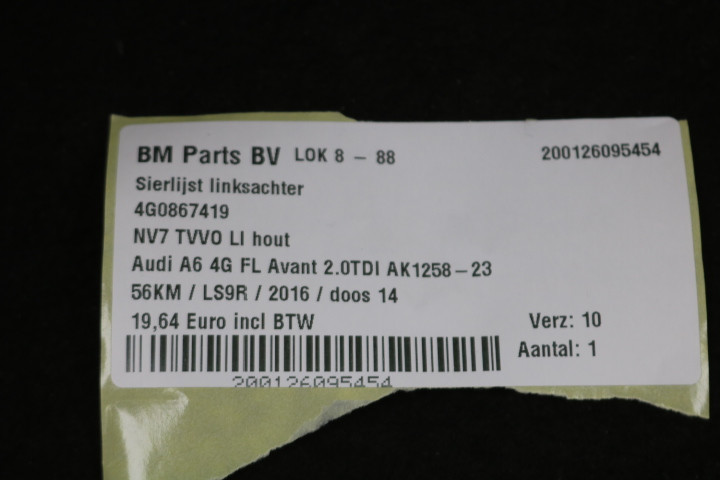 BM Parts BV LOK 8 - 88 200126095454
Sierlijst linksachter
4G0867419
NV7 TVVO LI hout
Audi A6 4G FL Avant 2.0TDI AK1258-23
56KM / LS9R / 2016 / doos 14
19,64 Euro incl BTW Verz: 10
Aantal: 1
200126095454